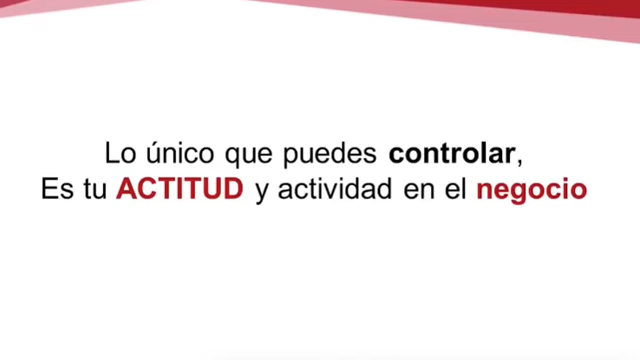 Lo único que puedes controlar,
Es tu ACTITUD y actividad en el negocio